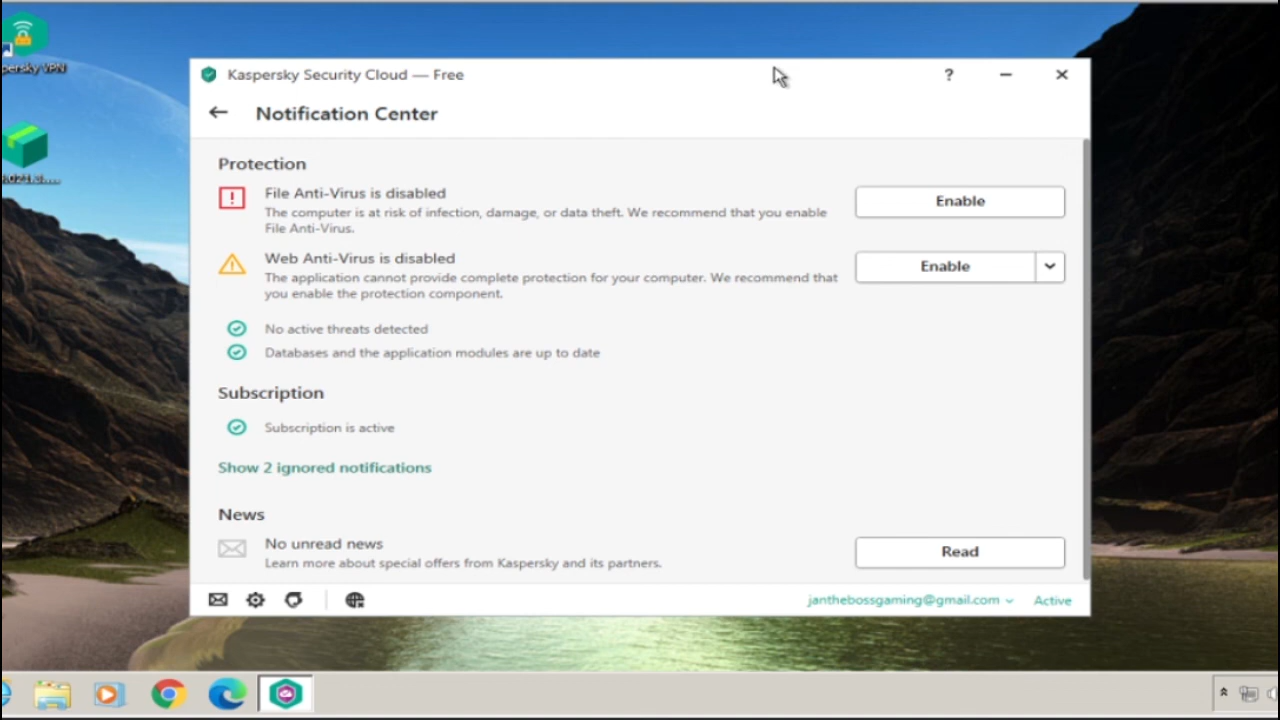 persky VPN
Kaspersky Security Cloud — Free
?
Notification Center
Protection
File Anti-Virus is disabled
The computer is at risk of infection, damage, or data theft. We recommend that you enable
File Anti-Virus.
Enable
Web Anti-Virus is disabled
The application cannot provide complete protection for your computer. We recommend that
you enable the protection component.
Enable
No active threats detected
Databases and the application modules are up to date
Subscription
Subscription is active
Show 2 ignored notifications
News
No unread news
Learn more about special offers from Kaspersky and its partners.
Read
janthebossgaming@gmail.com
Active